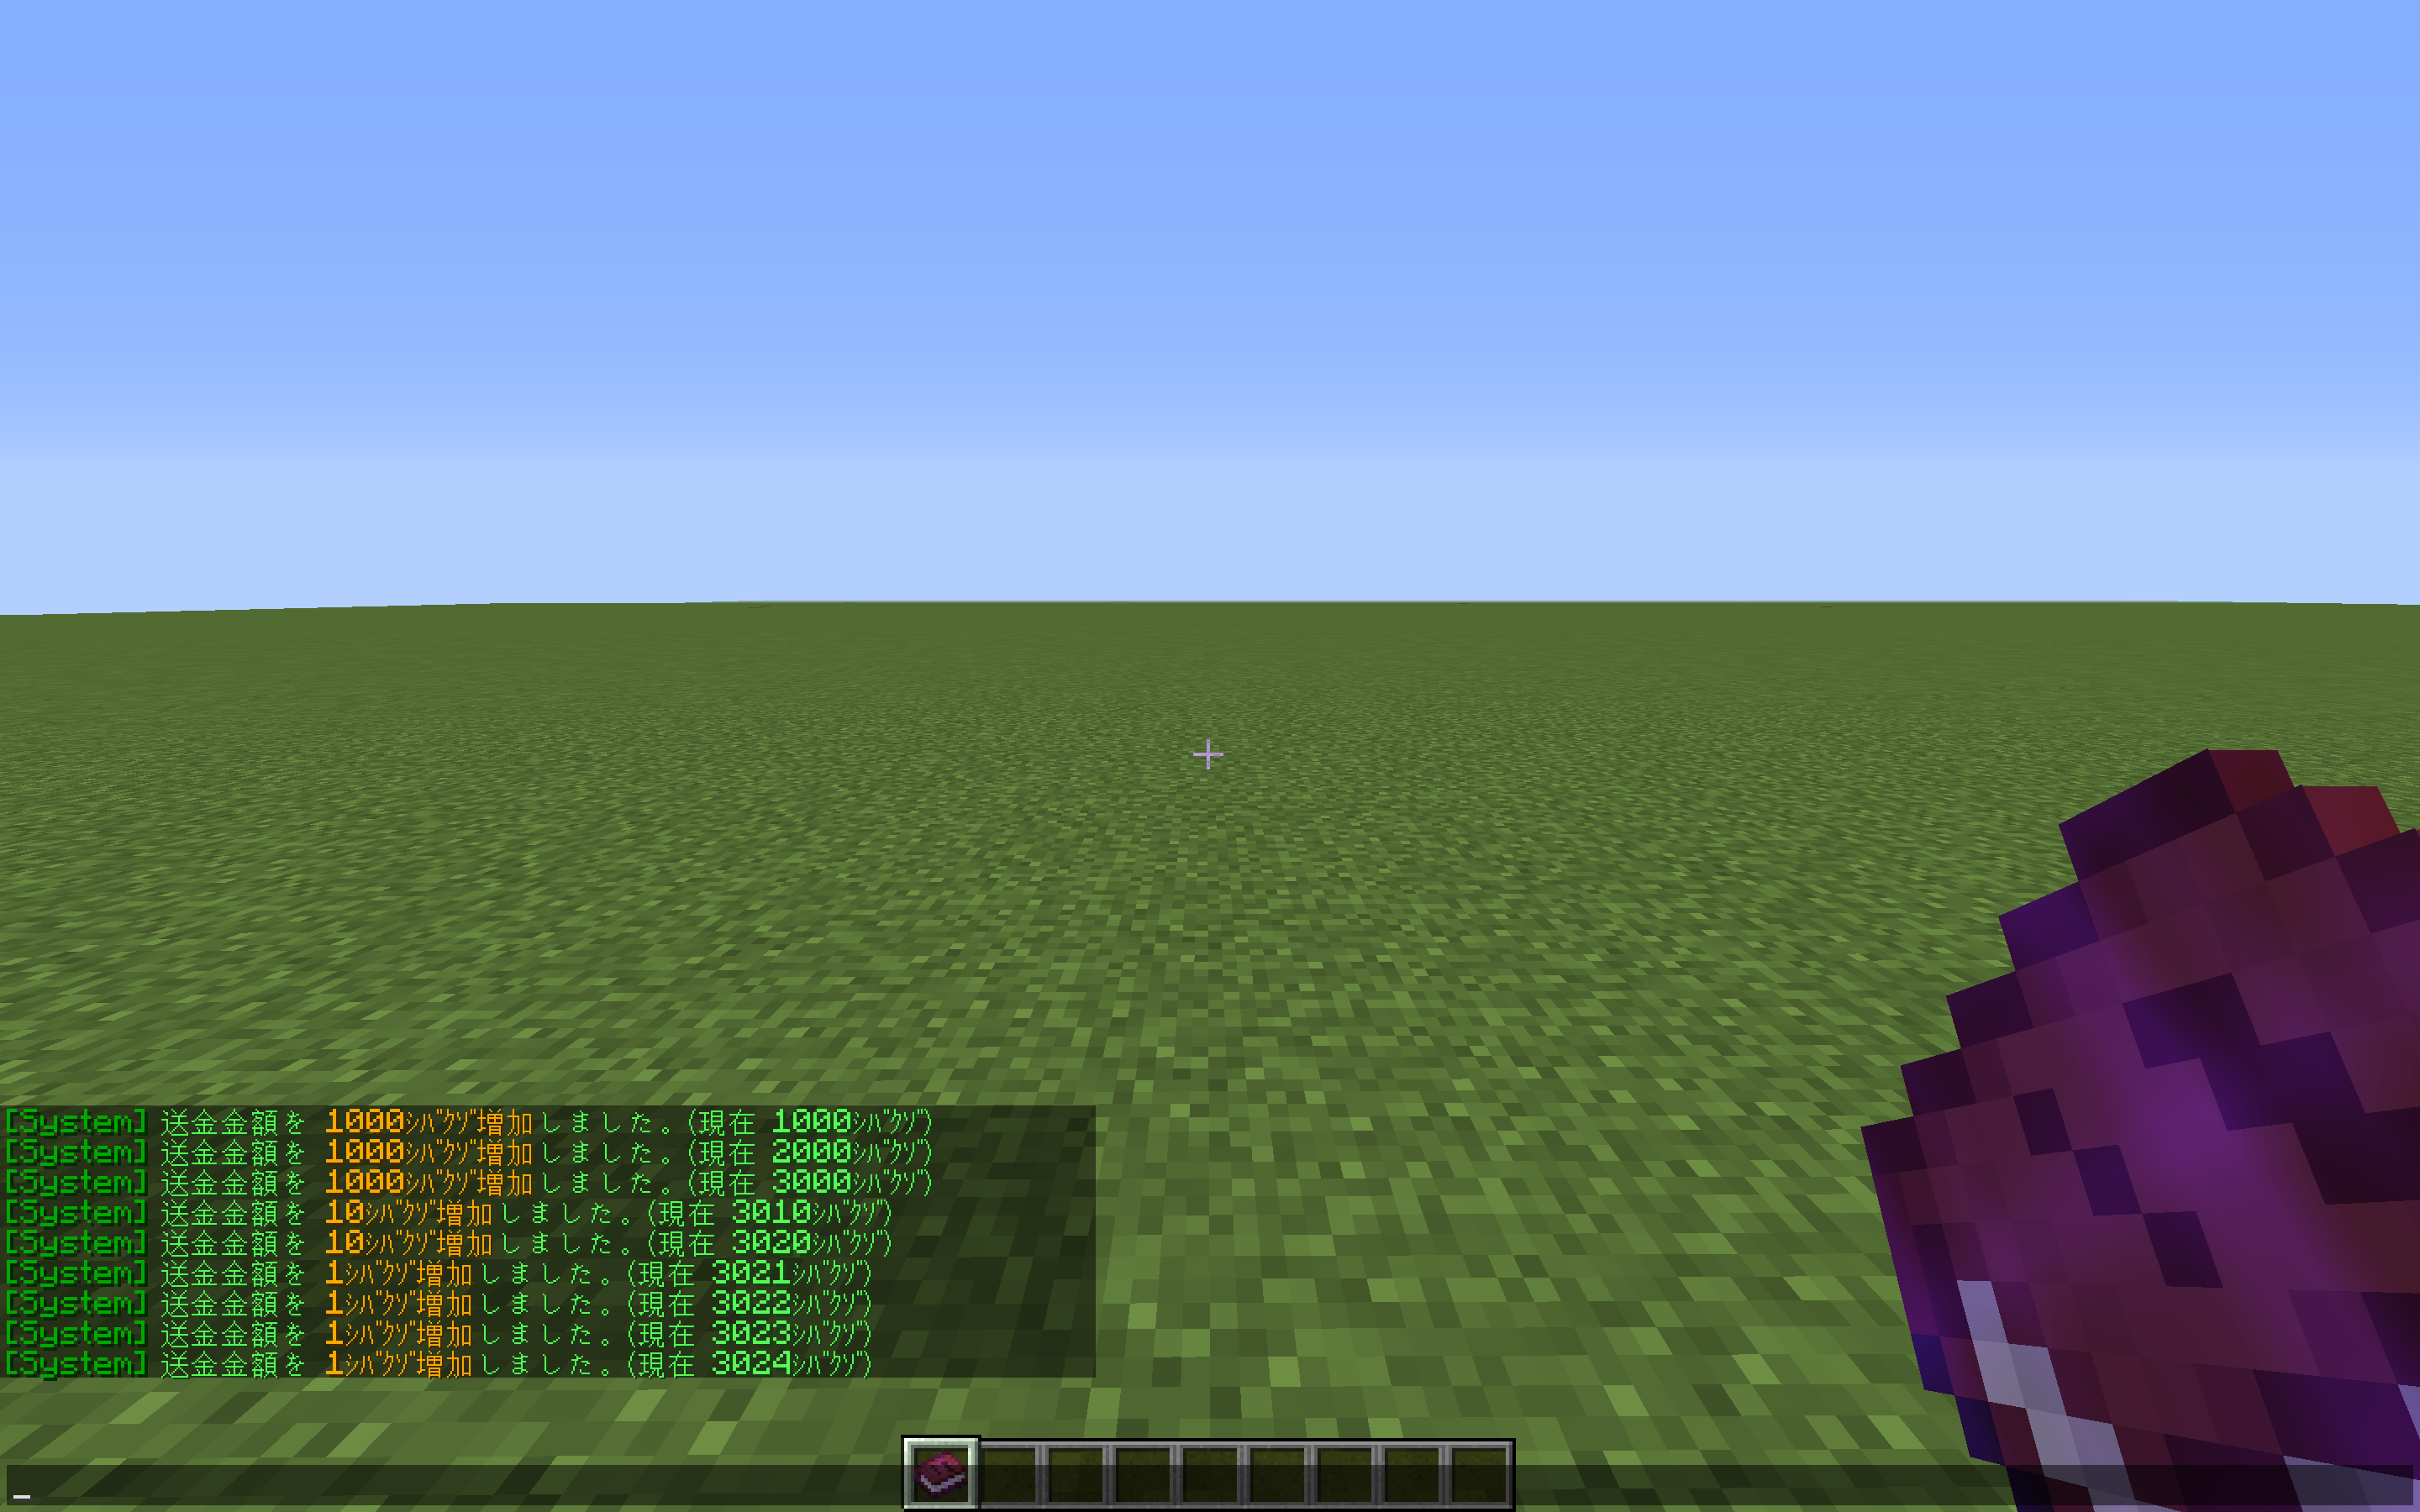 [System] 送金金額を 1000ｼﾊﾞｸｿﾞ増加しました。(現在 1000ｼﾊﾞｸｿﾞ)
[System] 送金金額を 1000ｼﾊﾞｸｿﾞ増加しました。(現在 2000ｼﾊﾞｸｿﾞ)
[System] 送金金額を 1000ｼﾊﾞｸｿﾞ増加しました。(現在 3000ｼﾊﾞｸｿﾞ)
[System] 送金金額を 10ｼﾊﾞｸｿﾞ増加しました。(現在 3010ｼﾊﾞｸｿﾞ)
[System] 送金金額を 10ｼﾊﾞｸｿﾞ増加しました。(現在 3020ｼﾊﾞｸｿﾞ)
[System] 送金金額を 1ｼﾊﾞｸｿﾞ増加しました。(現在 3021ｼﾊﾞｸｿﾞ)
[System] 送金金額を 1ｼﾊﾞｸｿﾞ増加しました。(現在 3022ｼﾊﾞｸｿﾞ)
[System] 送金金額を 1ｼﾊﾞｸｿﾞ増加しました。(現在 3023ｼﾊﾞｸｿﾞ)
[System] 送金金額を 1ｼﾊﾞｸｿﾞ増加しました。(現在 3024ｼﾊﾞｸｿﾞ)